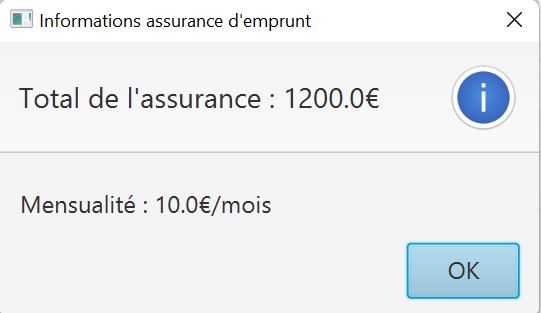 Informations assurance d'emprunt
Total de l'assurance : 1200.0€
Mensualité : 10.0€/mois
OK